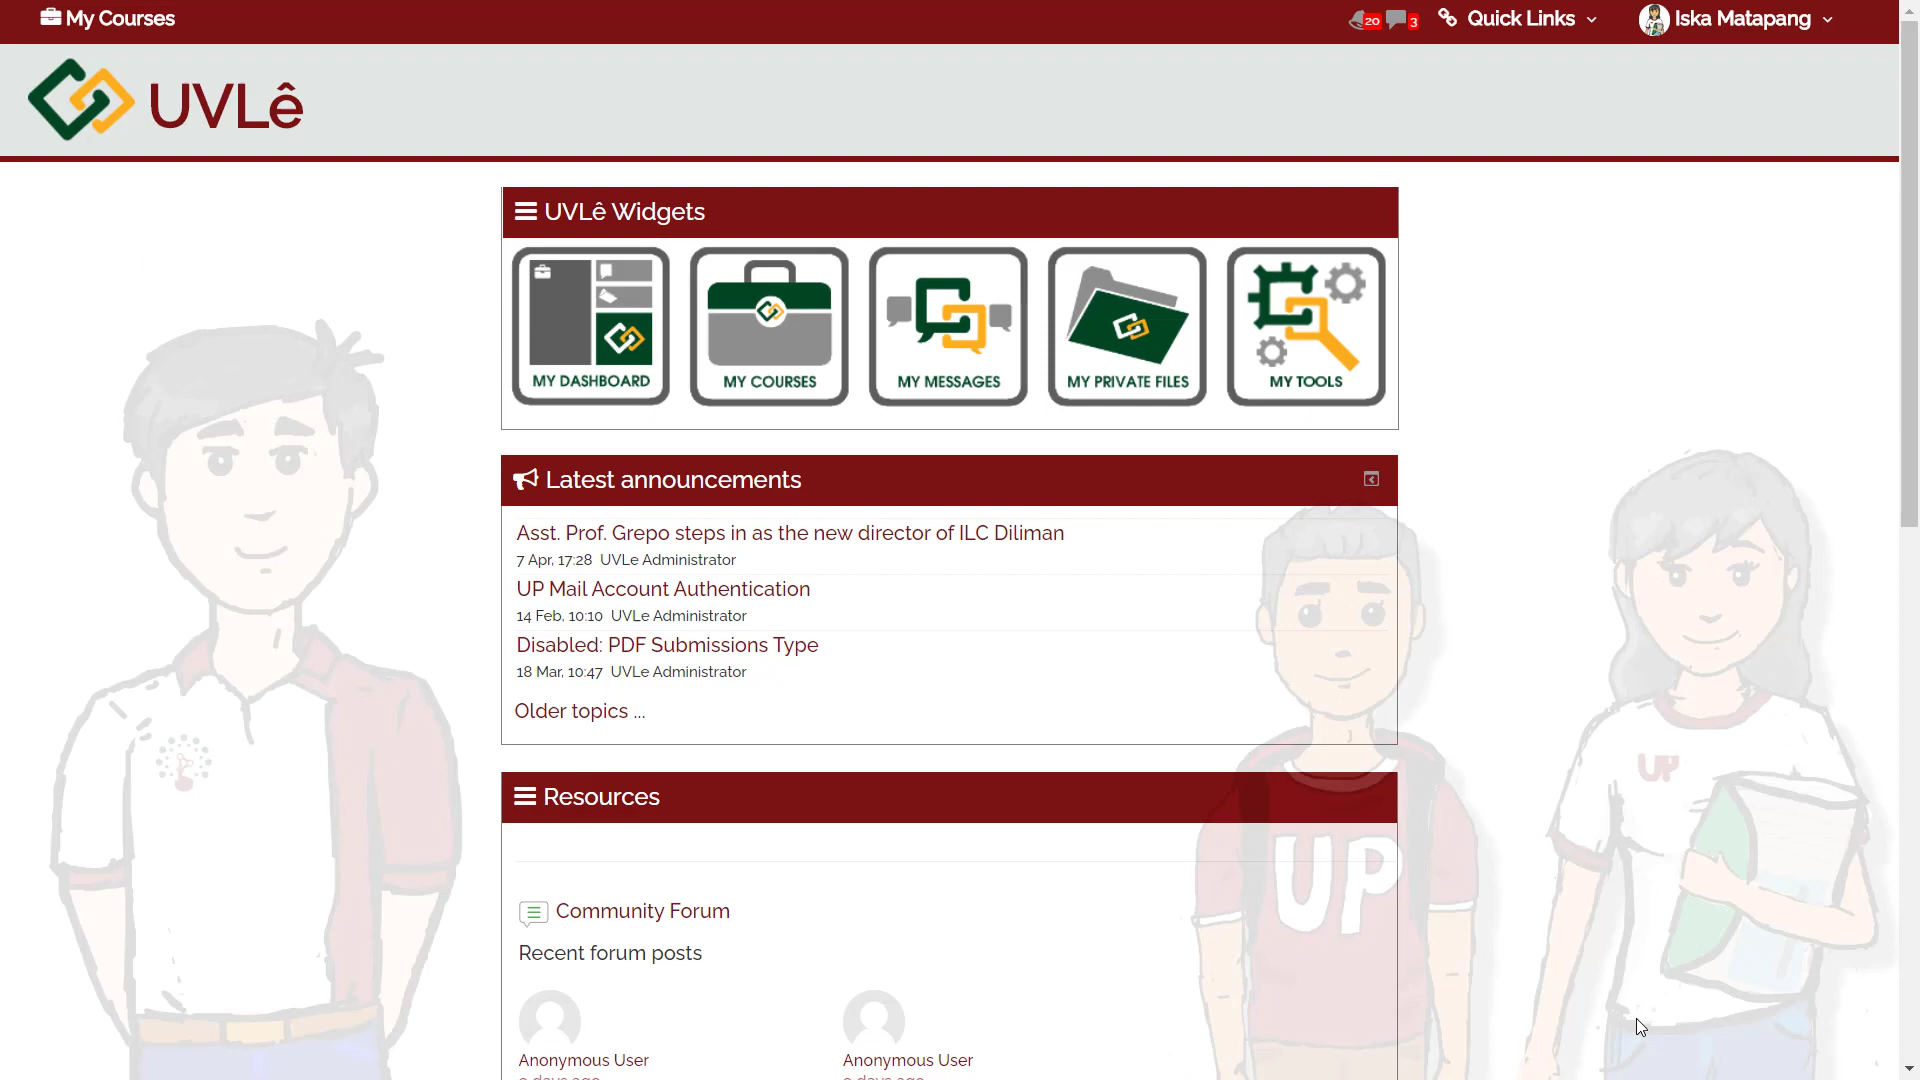 My Courses
20
3
Quick Links
Iska Matapang
UVLê
UVLê Widgets
MY DASHBOARD
MY COURSES
MY MESSAGES
MY PRIVATE FILES
MY TOOLS
Latest announcements
Asst. Prof. Grepo steps in as the new director of ILC Diliman
7 Apr, 17:28 UVLe Administrator
UP Mail Account Authentication
14 Feb, 10:10 UVLe Administrator
Disabled: PDF Submissions Type
18 Mar, 10:47 UVLe Administrator
Older topics ...
UP
Resources
UP
Community Forum
Recent forum posts
Anonymous User
Anonymous User
days ago
days ago